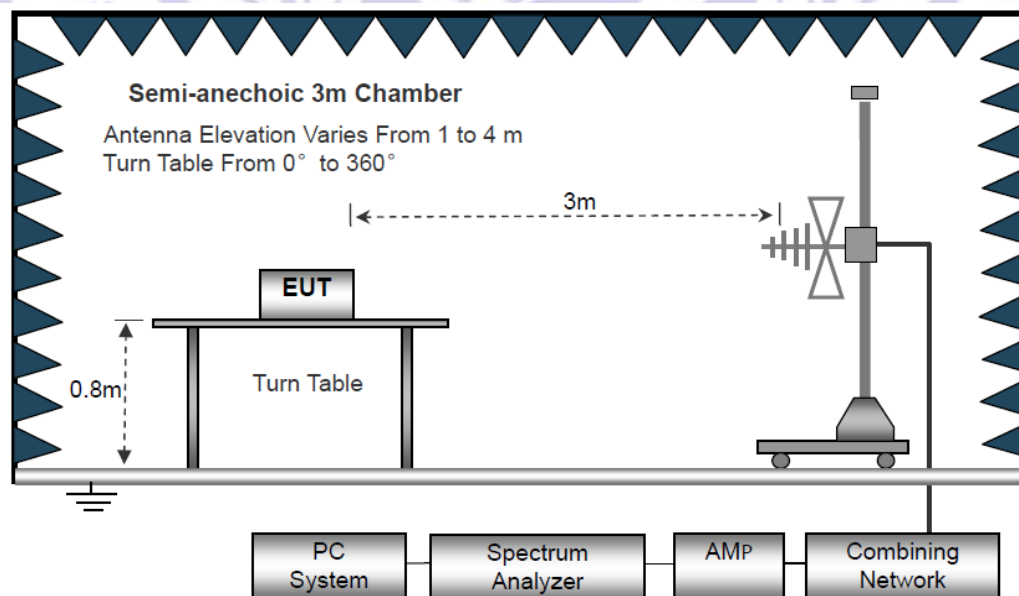 Semi-anechoic 3m Chamber
Antenna Elevation Varies From 1 to 4 m
Turn Table From 0° to 360°
3m
EUT
0.8m
Turn Table
PC
System
Spectrum
Analyzer
AMP
Combining
Network